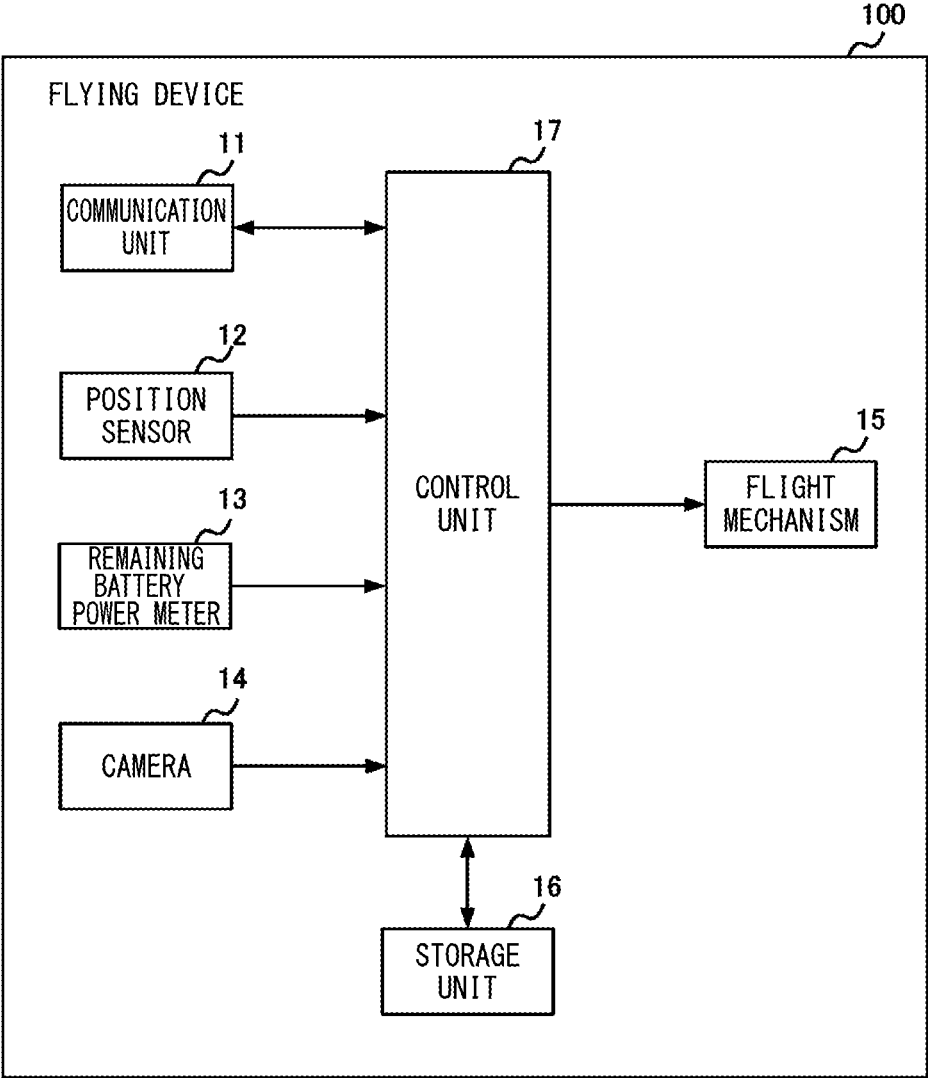 100
FLYING DEVICE
11
COMMUNICATION
UNIT
12
POSITION
SENSOR
13
REMAINING
BATTERY
POWER METER
14
CAMERA
17
CONTROL
UNIT
15
FLIGHT
MECHANISM
16
STORAGE
UNIT